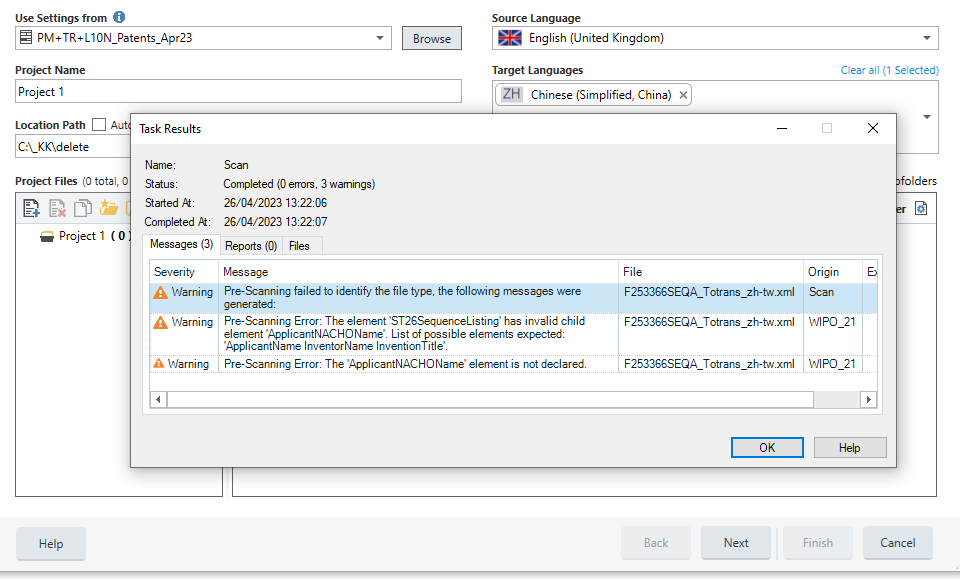 Use Settings from
Source Language
PM+TR+L10N_Patents_Apr23
Browse
English (United Kingdom)
Project Name
Target Languages
Clear all (1 Selected)
Project 1
ZH Chinese (Simplified, China)
Location Path
Auto
C:\_KK\delete
Project Files (0 total, 0
ofolders
er
Project 1 ( 0 )
Task Results
Name: Scan
Status: Completed (0 errors, 3 warnings)
Started At: 26/04/2023 13:22:06
Completed At: 26/04/2023 13:22:07
Messages (3) Reports (0) Files
Severity Message File Origin Ex
Warning Pre-Scanning failed to identify the file type, the following messages were F253366SEQA_Totrans_zh-tw.xml Scan
generated:
Warning Pre-Scanning Error: The element 'ST26SequenceListing' has invalid child F253366SEQA_Totrans_zh-tw.xml WIPO_21
element 'ApplicantNACHOName'. List of possible elements expected:
'ApplicantName InventorName InventionTitle'.
Warning Pre-Scanning Error: The 'ApplicantNACHOName' element is not declared. F253366SEQA_Totrans_zh-tw.xml WIPO_21
OK Help
Help Back Next Finish Cancel